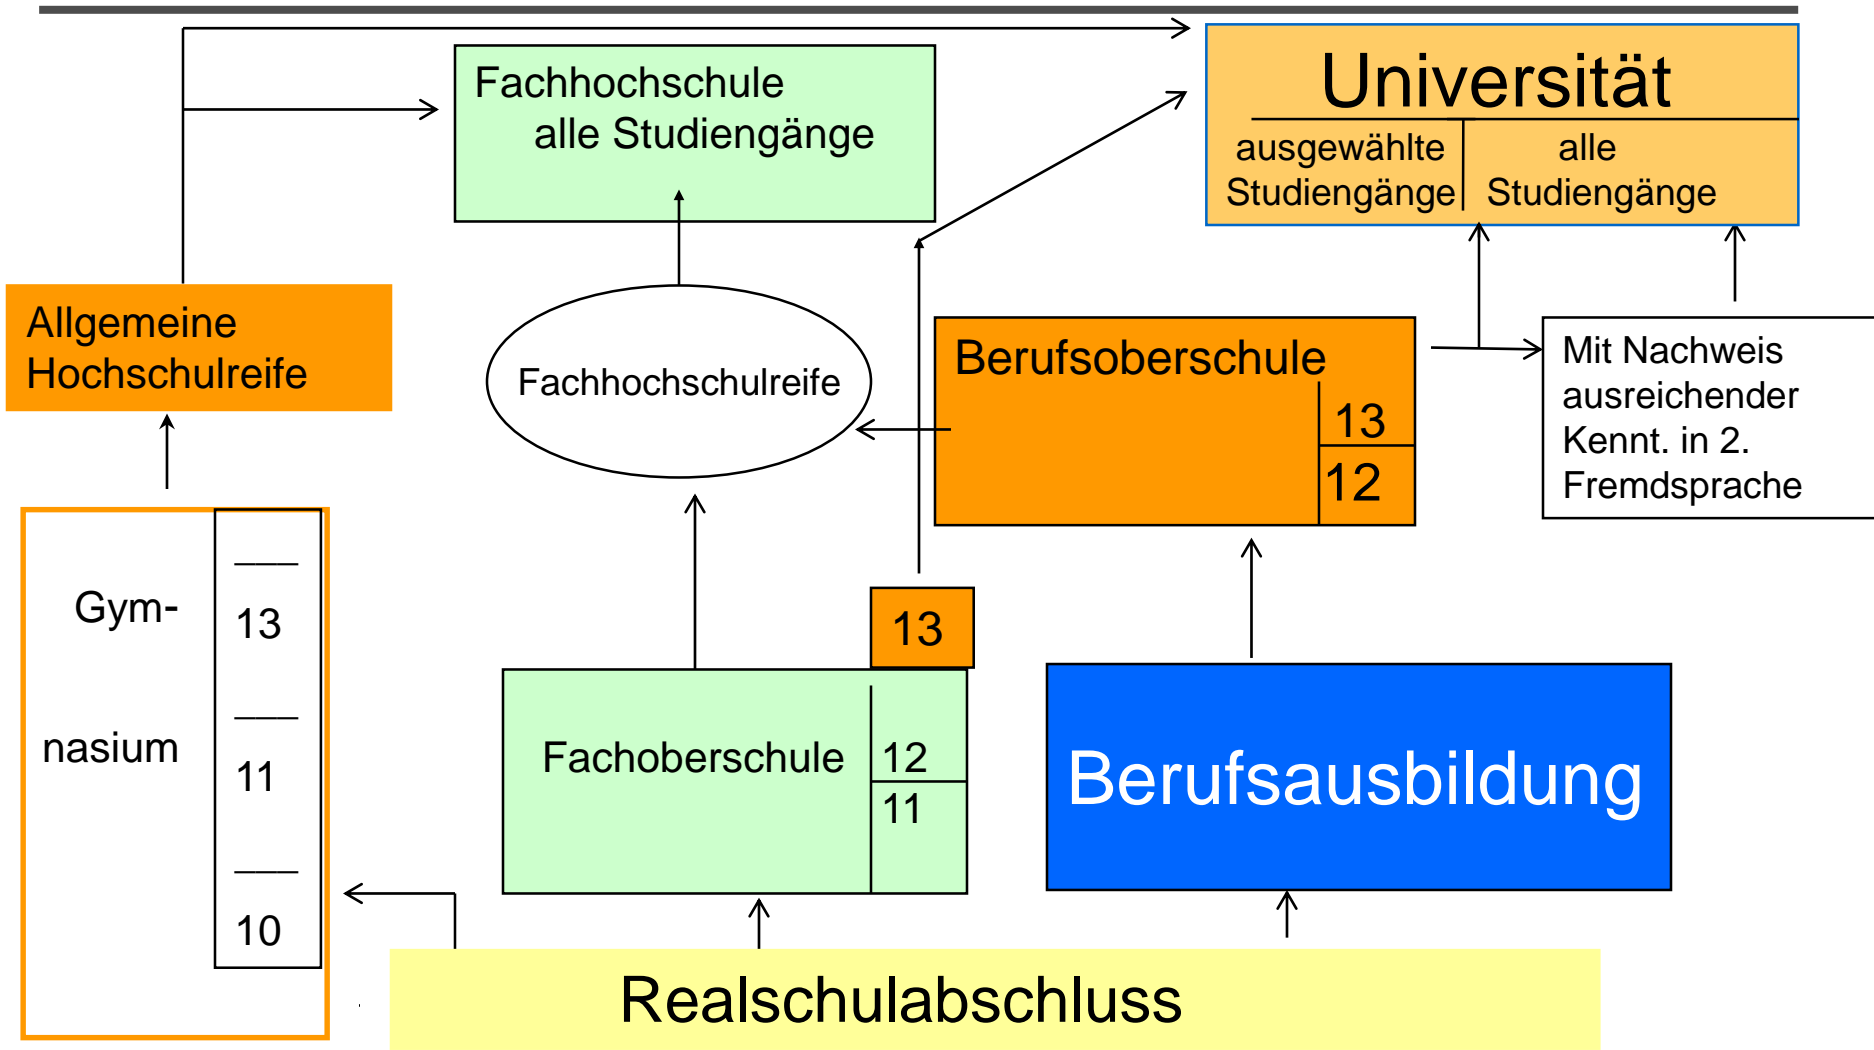 Fachhochschule
alle Studiengänge
Universität
ausgewählte
Studiengänge
alle
Studiengänge
Allgemeine
Hochschulreife
Fachhochschulreife
Berufsoberschule
13
12
Mit Nachweis
ausreichender
Kennt. in 2.
Fremdsprache
Gym-
nasium
13
11
10
13
Fachoberschule
12
11
Berufsausbildung
Realschulabschluss